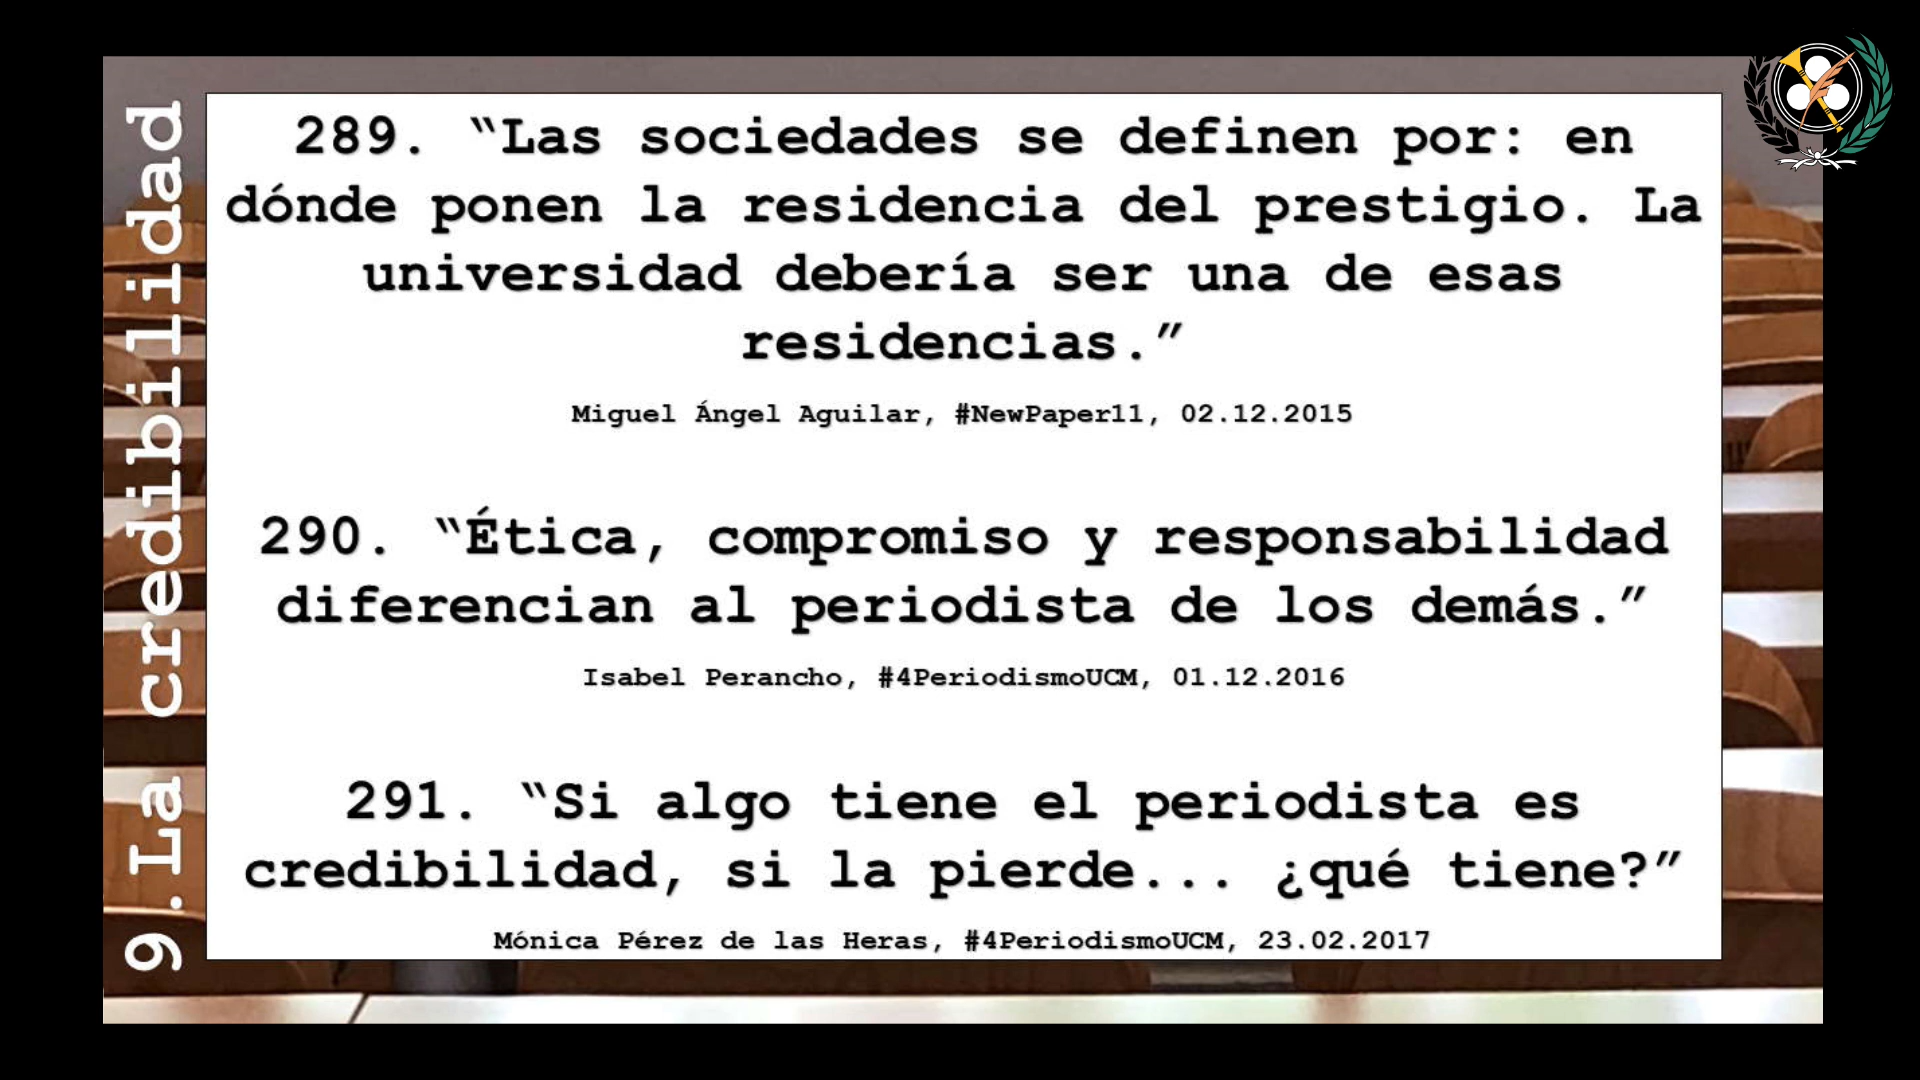 9.La credibilidad
289. “Las sociedades se definen por: en
dónde ponen la residencia del prestigio. La
universidad debería ser una de esas
residencias.”
Miguel Ángel Aguilar, #NewPaper11, 02.12.2015
290. “Ética, compromiso y responsabilidad
diferencian al periodista de los demás.”
Isabel Perancho, #4PeriodismoUCM, 01.12.2016
291. “Si algo tiene el periodista es
credibilidad, si la pierde... ¿qué tiene?”
Mónica Pérez de las Heras, #4PeriodismoUCM, 23.02.2017